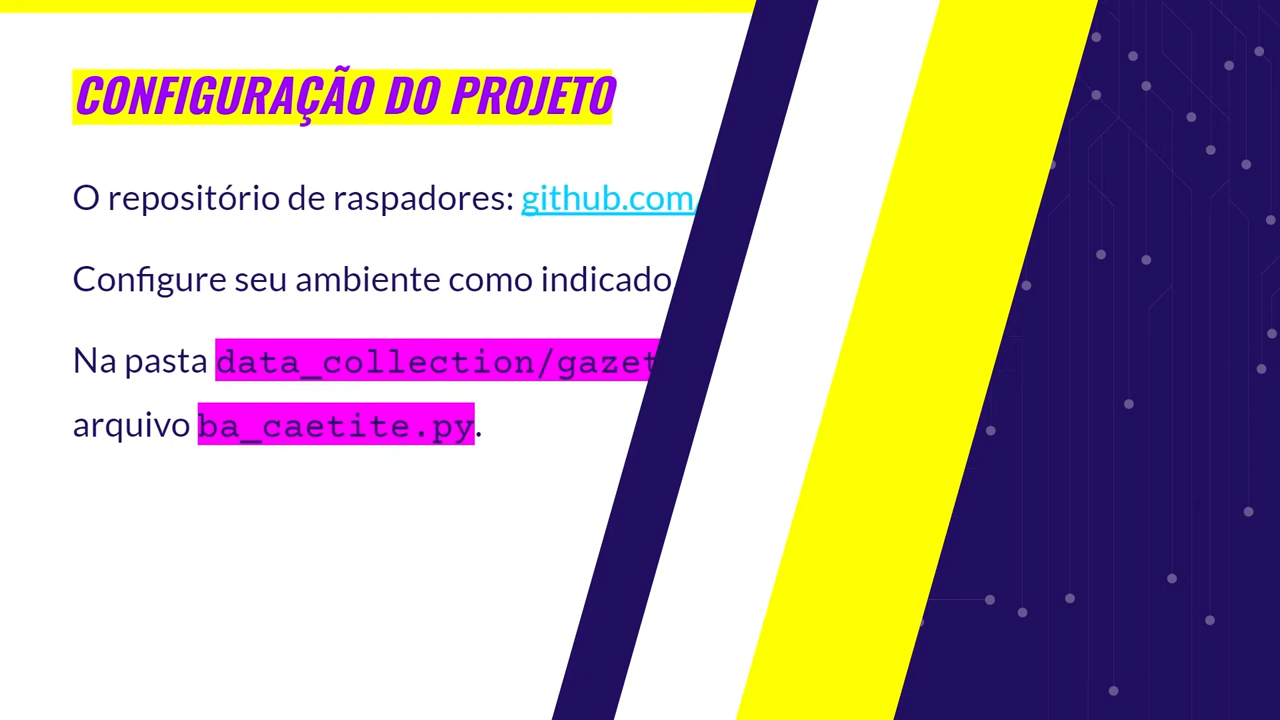 CONFIGURAÇÃO DO PROJETO
O repositório de raspadores: github.com
Configure seu ambiente como indicado.
Na pasta data_collection/gazet
arquivo ba_caetite.py.